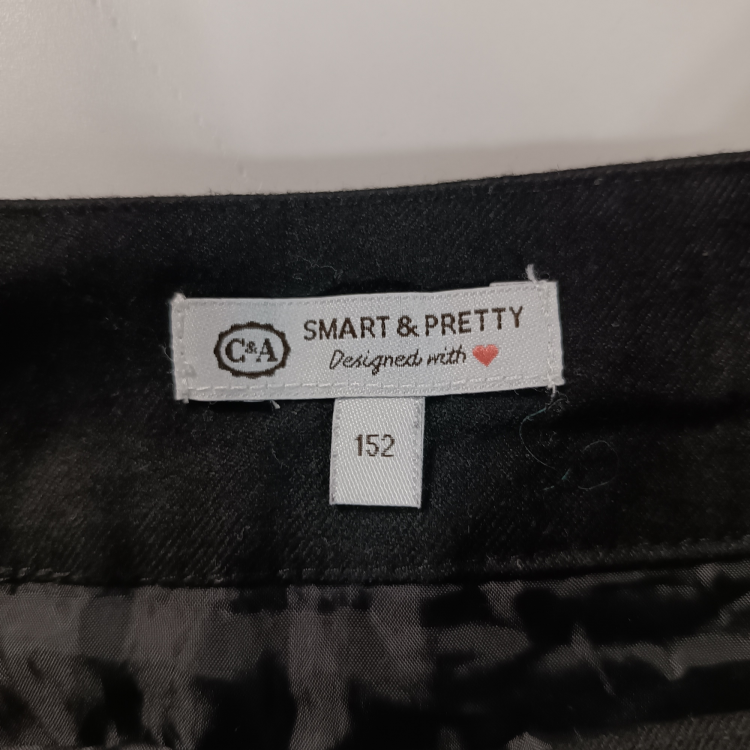 C&A
SMART & PRETTY
Designed with ❤
152